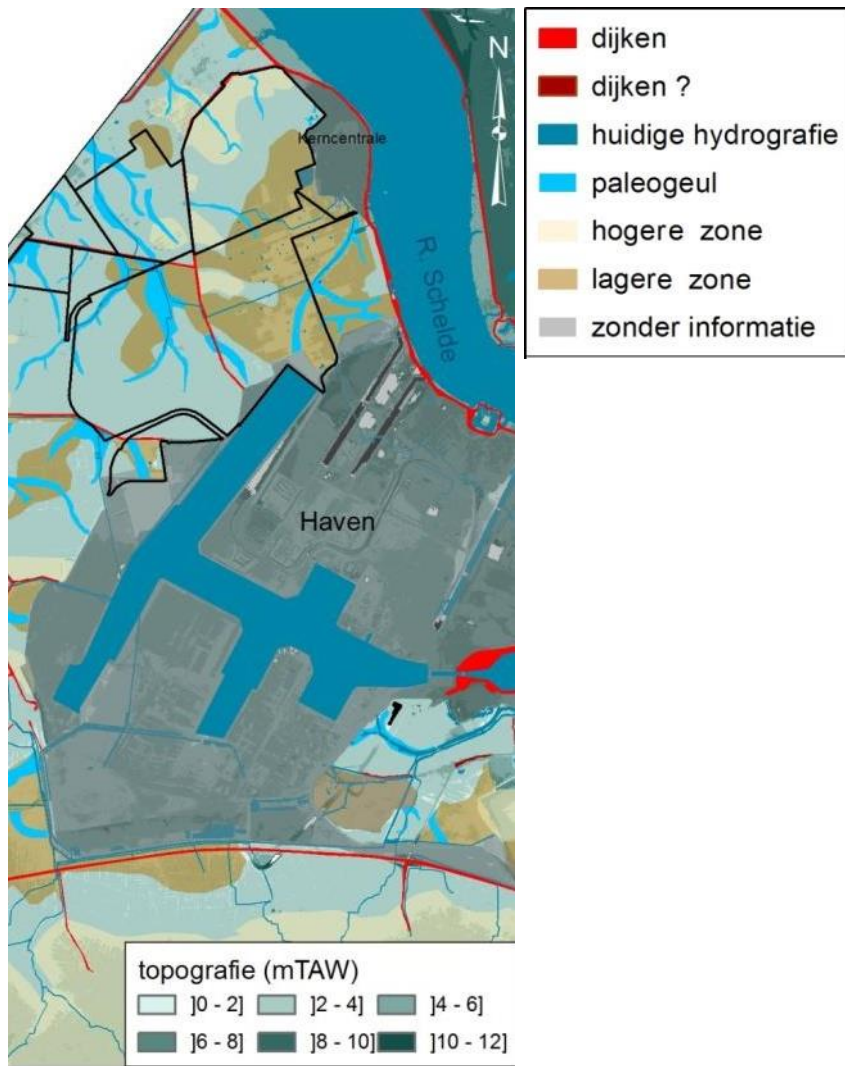 N
Kerncentrale
R. Schelde
Haven
topografie (mTAW)
]0 - 2] ]2 - 4] ]4 - 6]
]6 - 8] ]8 - 10] ]10 - 12]
dijken
dijken ?
huidige hydrografie
paleogeul
hogere zone
lagere zone
zonder informatie